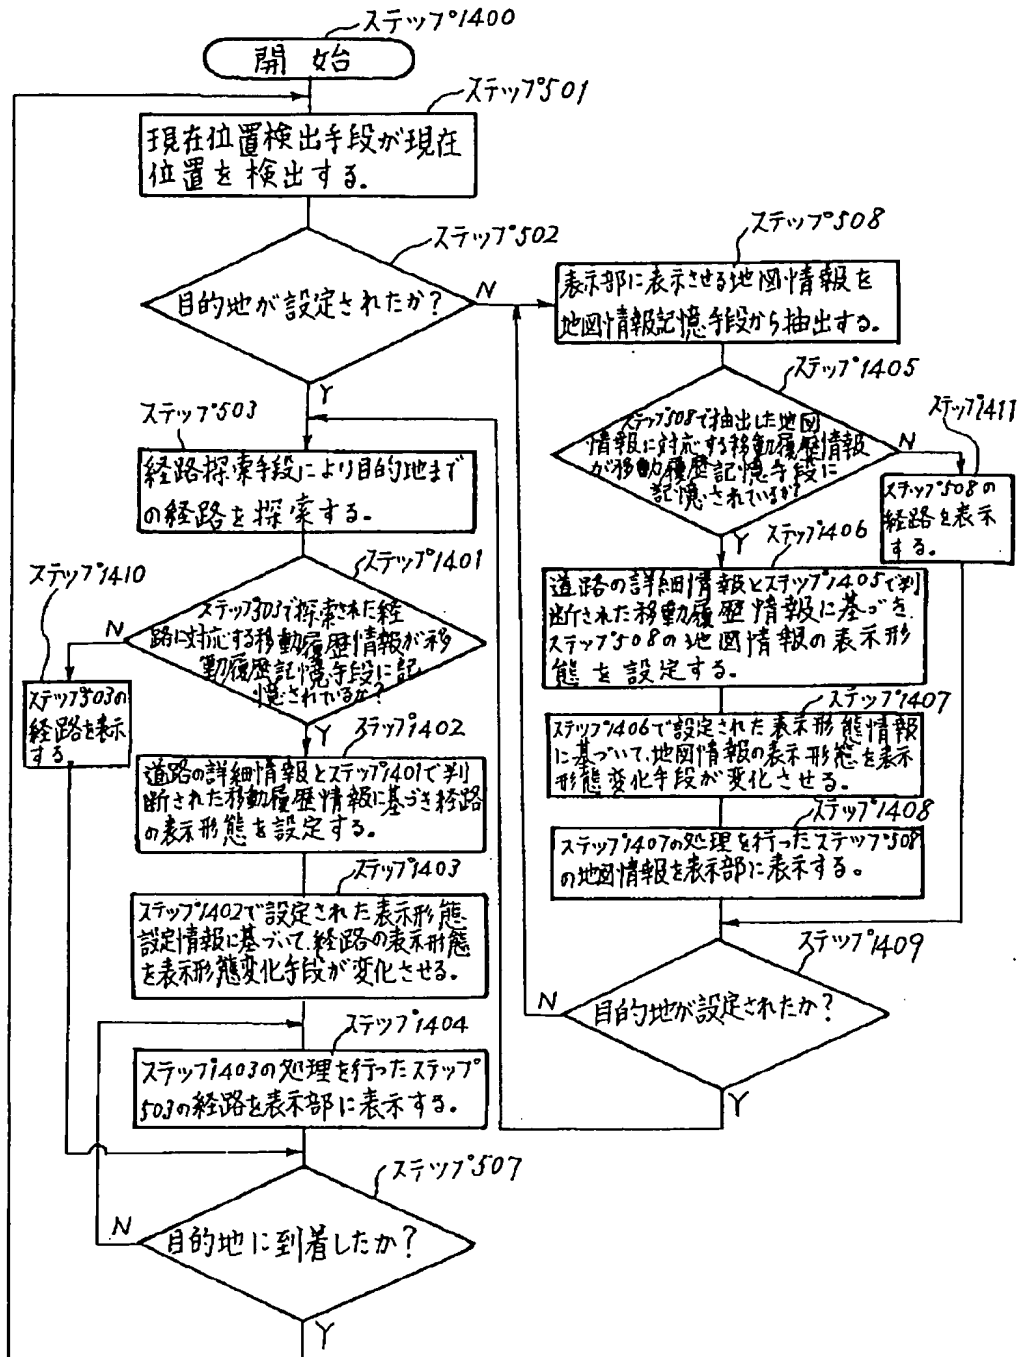 ステップ1400
開始
ステップ501
現在位置検出手段が現在
位置を検出する。
ステップ502
目的地が設定されたか?
N
Y
ステップ508
表示部に表示させる地図情報を
地図情報記憶手段から抽出する。
ステップ1405
ステップ508で抽出した地図
情報に対応する移動履歴情報
が移動履歴記憶手段に
記憶されているか?
N
Y
ステップ1411
ステップ508の
経路を表示
する。
ステップ503
経路探索手段により目的地まで
の経路を探索する。
ステップ1401
ステップ503で探索された経
路に対応する移動履歴情報が移
動履歴記憶手段に記
憶されているか?
N
Y
ステップ1410
ステップ503の
経路を表示
する
ステップ1406
道路の詳細情報とステップ1405で判
断された移動履歴情報に基づき、
ステップ508の地図情報の表示形
態を設定する。
ステップ1407
ステップ1406で設定された表示形態情報
に基づいて、地図情報の表示形態を表示
形態変化手段が変化させる。
ステップ1402
道路の詳細情報とステップ1401で判
断された移動履歴情報に基づき経路
の表示形態を設定する。
ステップ1408
ステップ1407の処理を行ったステップ508
の地図情報を表示部に表示する。
ステップ1403
ステップ1402で設定された表示形態
設定情報に基づいて、経路の表示形態
を表示形態変化手段が変化させる。
ステップ1409
目的地が設定されたか?
N
Y
ステップ1404
ステップ1403の処理を行ったステップ
503の経路を表示部に表示する。
ステップ507
目的地に到着したか?
N
Y